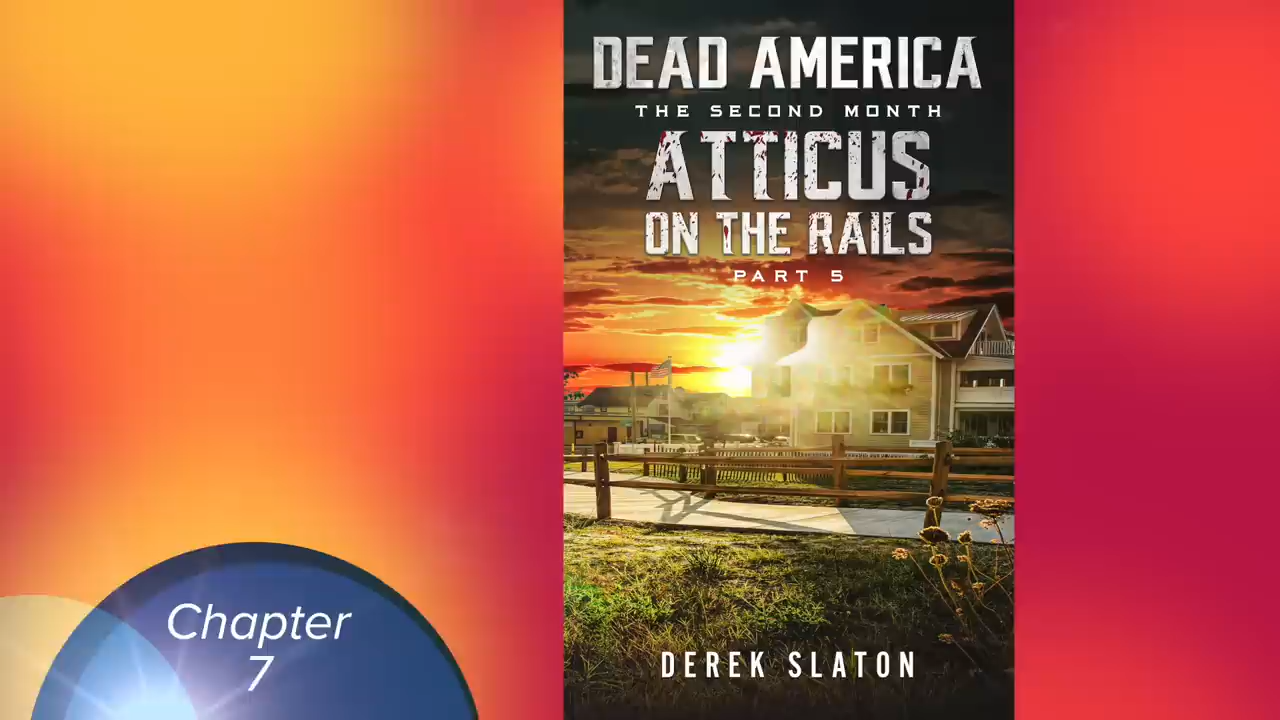 DEAD AMERICA
THE SECOND MONTH
ATTICUS
ON THE RAILS
PART 5
DEREK SLATON
Chapter
7